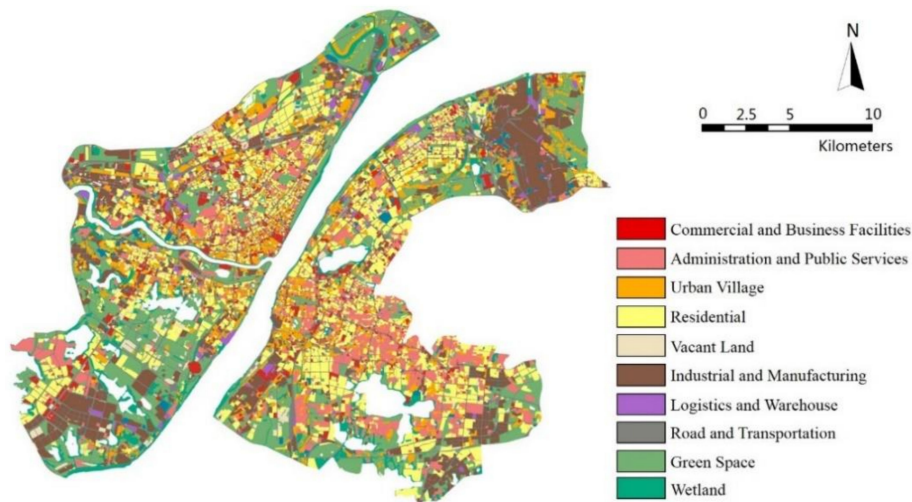 N
0 2.5 5 10
Kilometers
Commercial and Business Facilities
Administration and Public Services
Urban Village
Residential
Vacant Land
Industrial and Manufacturing
Logistics and Warehouse
Road and Transportation
Green Space
Wetland